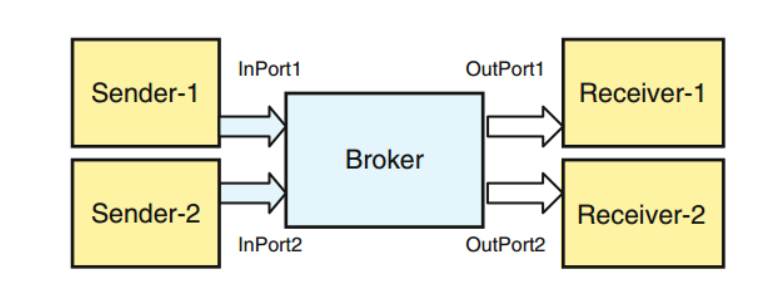 Sender-1
InPort1
OutPort1
Receiver-1
Broker
Sender-2
InPort2
OutPort2
Receiver-2